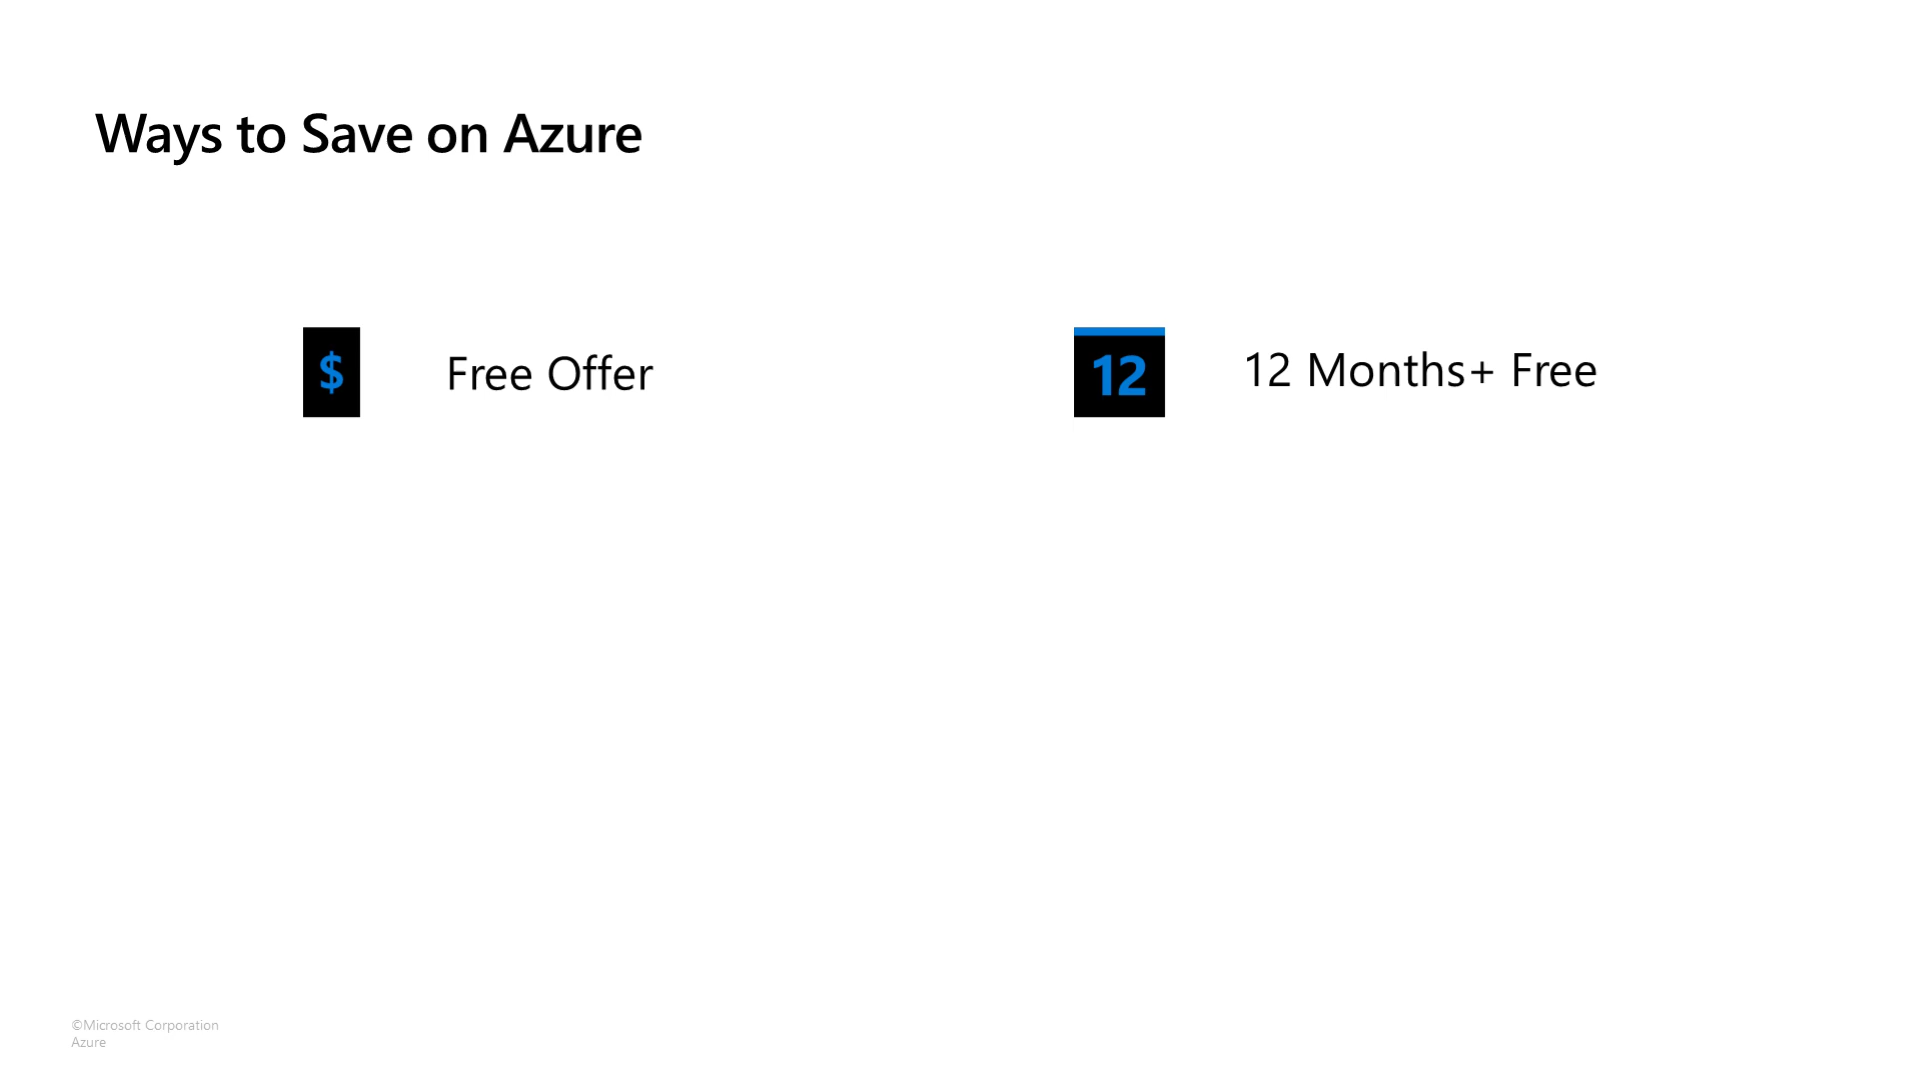 Ways to Save on Azure
$
Free Offer
12
12 Months+ Free
©Microsoft Corporation
Azure